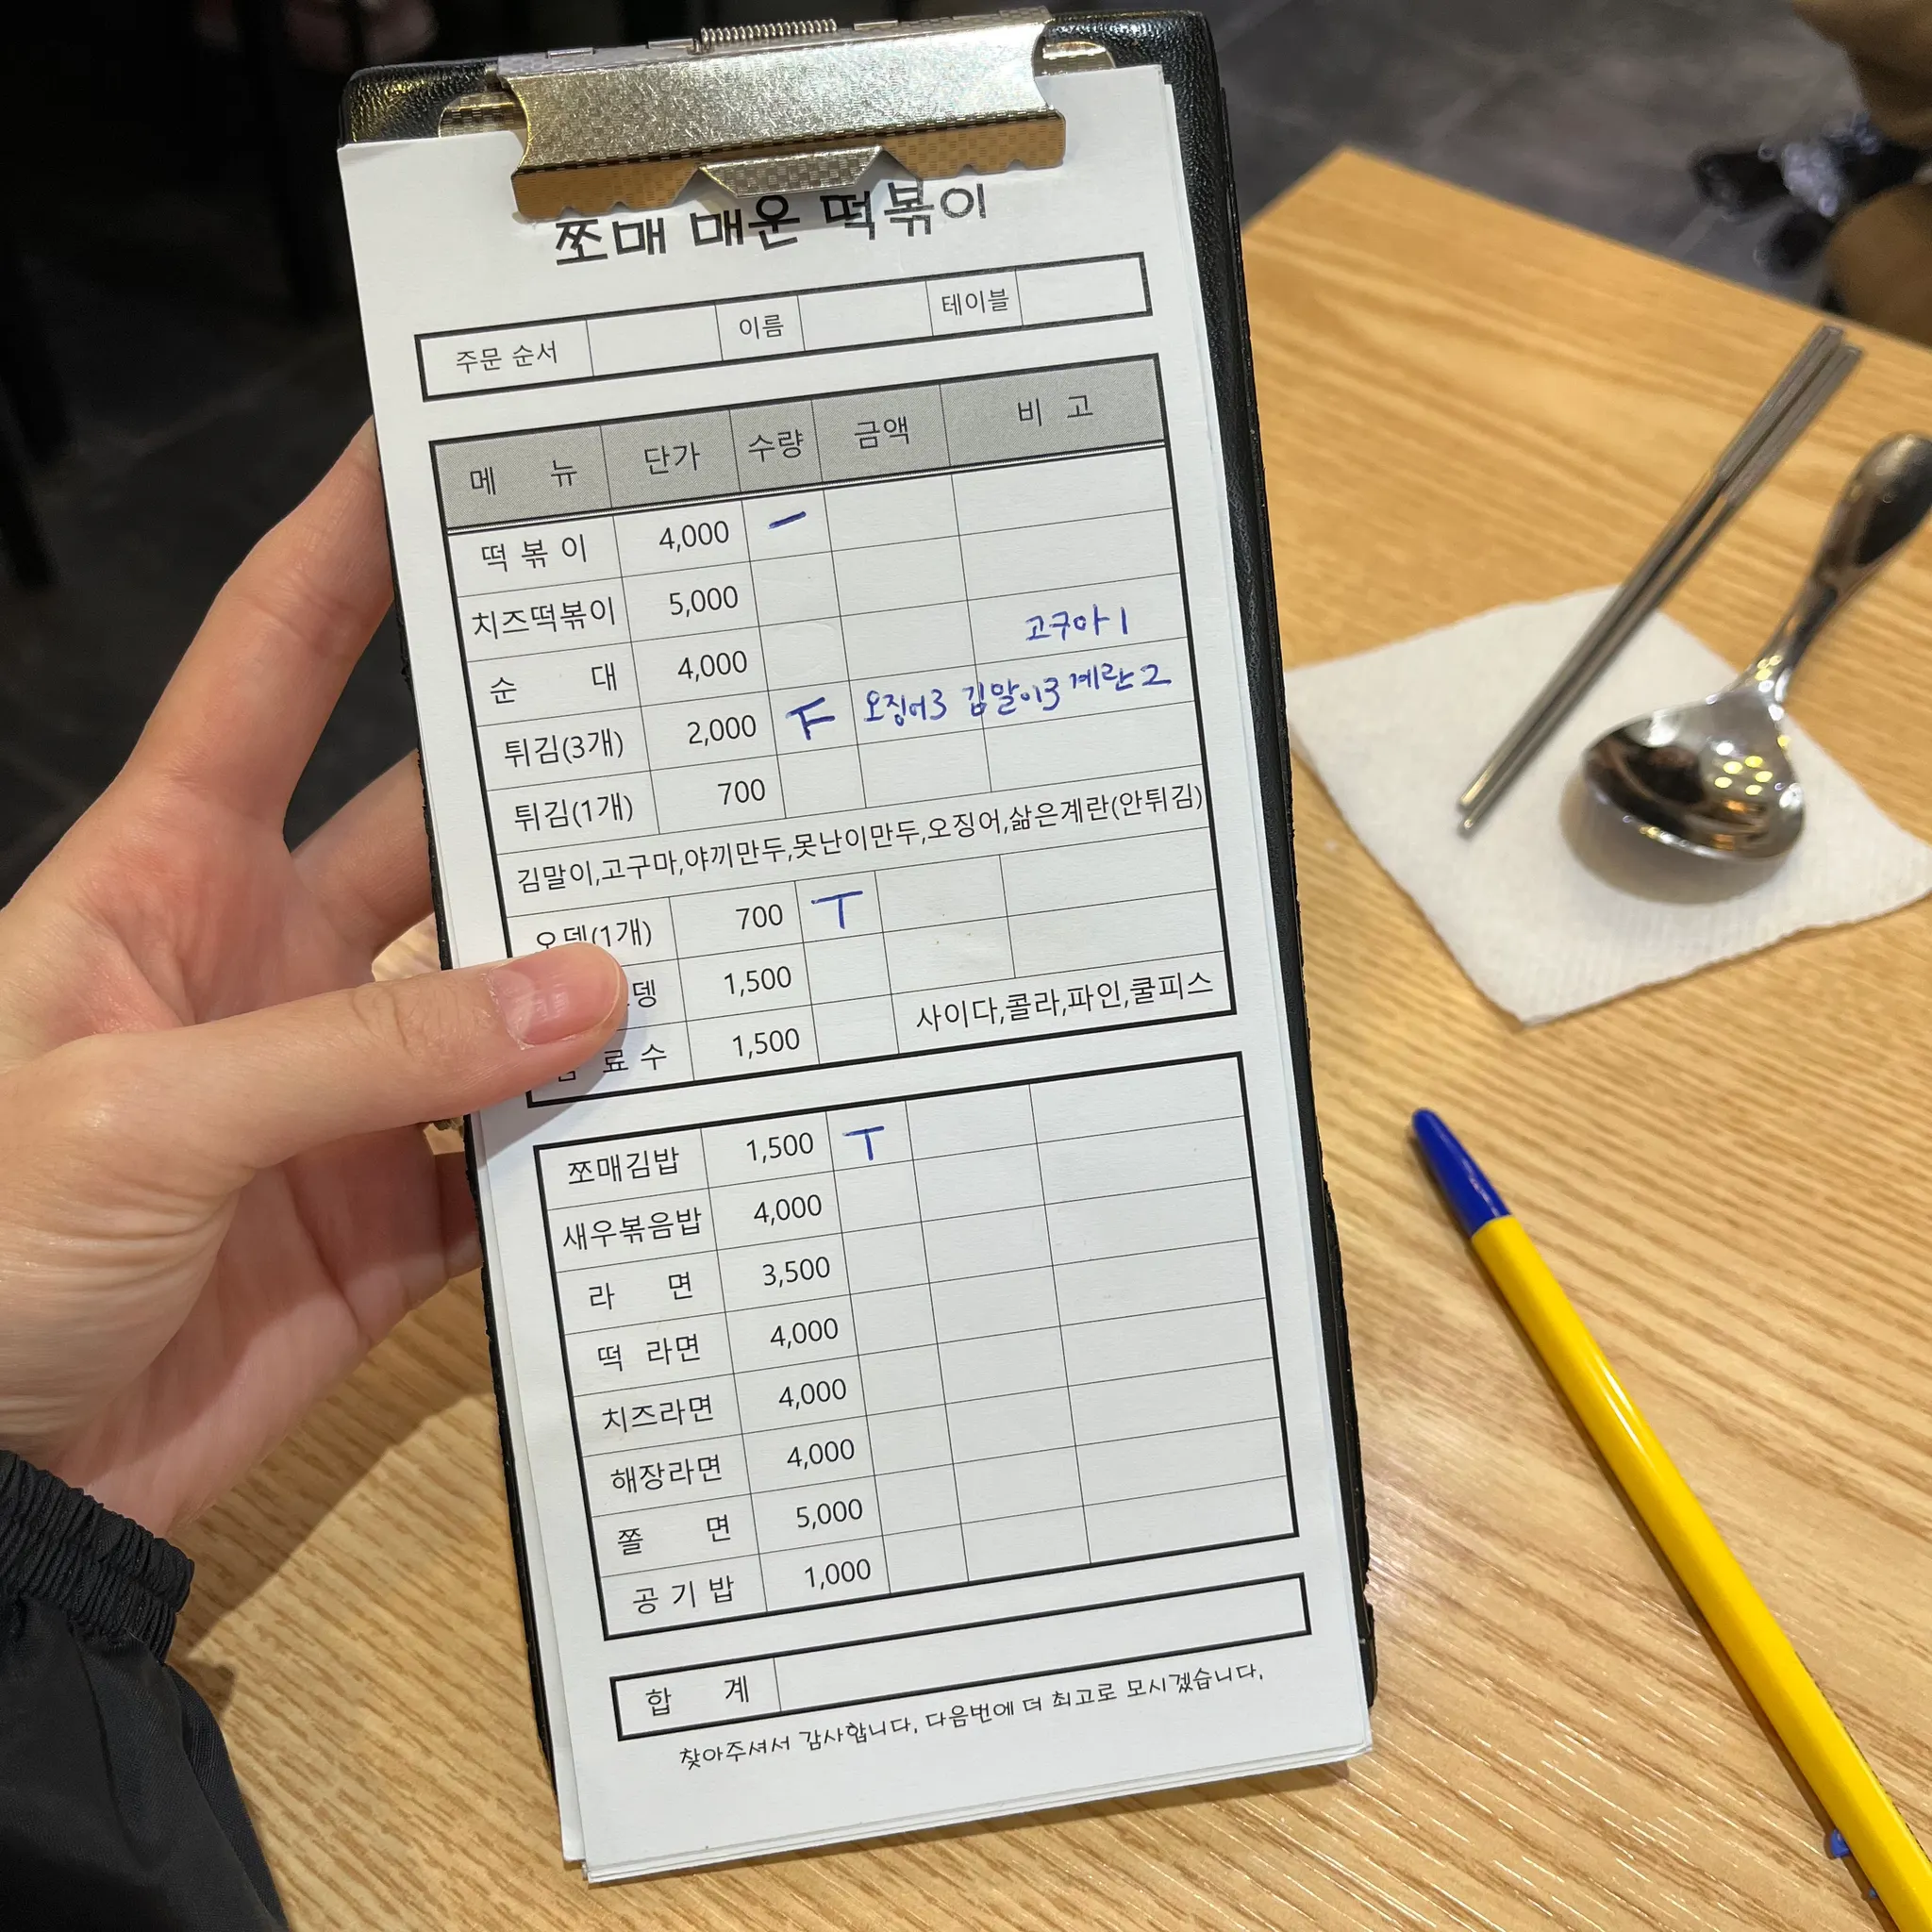 쪼매 매운 떡볶이
주문 순서 이름 테이블
메 뉴 단가 수량 금액 비 고
떡 볶 이 4,000 一
치즈떡볶이 5,000
순 대 4,000 고구마 1
튀김(3개) 2,000 오징어3 김말이3 계란2
튀김(1개) 700
김말이,고구마,야끼만두,못난이만두,오징어,삶은계란(안튀김)
오뎅(1개) 700 T
1,500
료 수 1,500 사이다,콜라,파인,쿨피스
쪼매김밥 1,500 T
새우볶음밥 4,000
라 면 3,500
떡 라면 4,000
치즈라면 4,000
해장라면 4,000
쫄 면 5,000
공 기 밥 1,000
합 계
찾아주셔서 감사합니다, 다음번에 더 최고로 모시겠습니다,